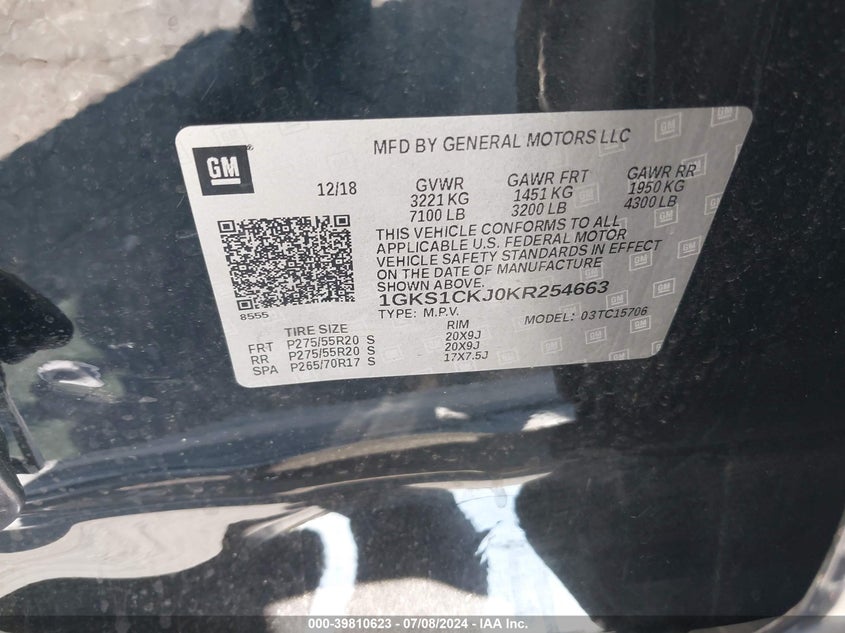 GM
MFD BY GENERAL MOTORS LLC
12/18
GVWR
3221 KG
7100 LB
GAWR FRT
1451 KG
3200 LB
GAWR RR
1950 KG
4300 LB
THIS VEHICLE CONFORMS TO ALL
APPLICABLE U.S. FEDERAL MOTOR
VEHICLE SAFETY STANDARDS IN EFFECT
ON THE DATE OF MANUFACTURE
SHOWN ABOVE.
1GKS1CKJ0KR254663
TYPE: M.P.V.
MODEL: 03TC15706
8555
TIRE SIZE
RIM
FRT P275/55R20 S 20X9J
RR P275/55R20 S 20X9J
SPA P265/70R17 S 17X7.5J
000-39810623 / 07/08/2024 - IAA Inc.